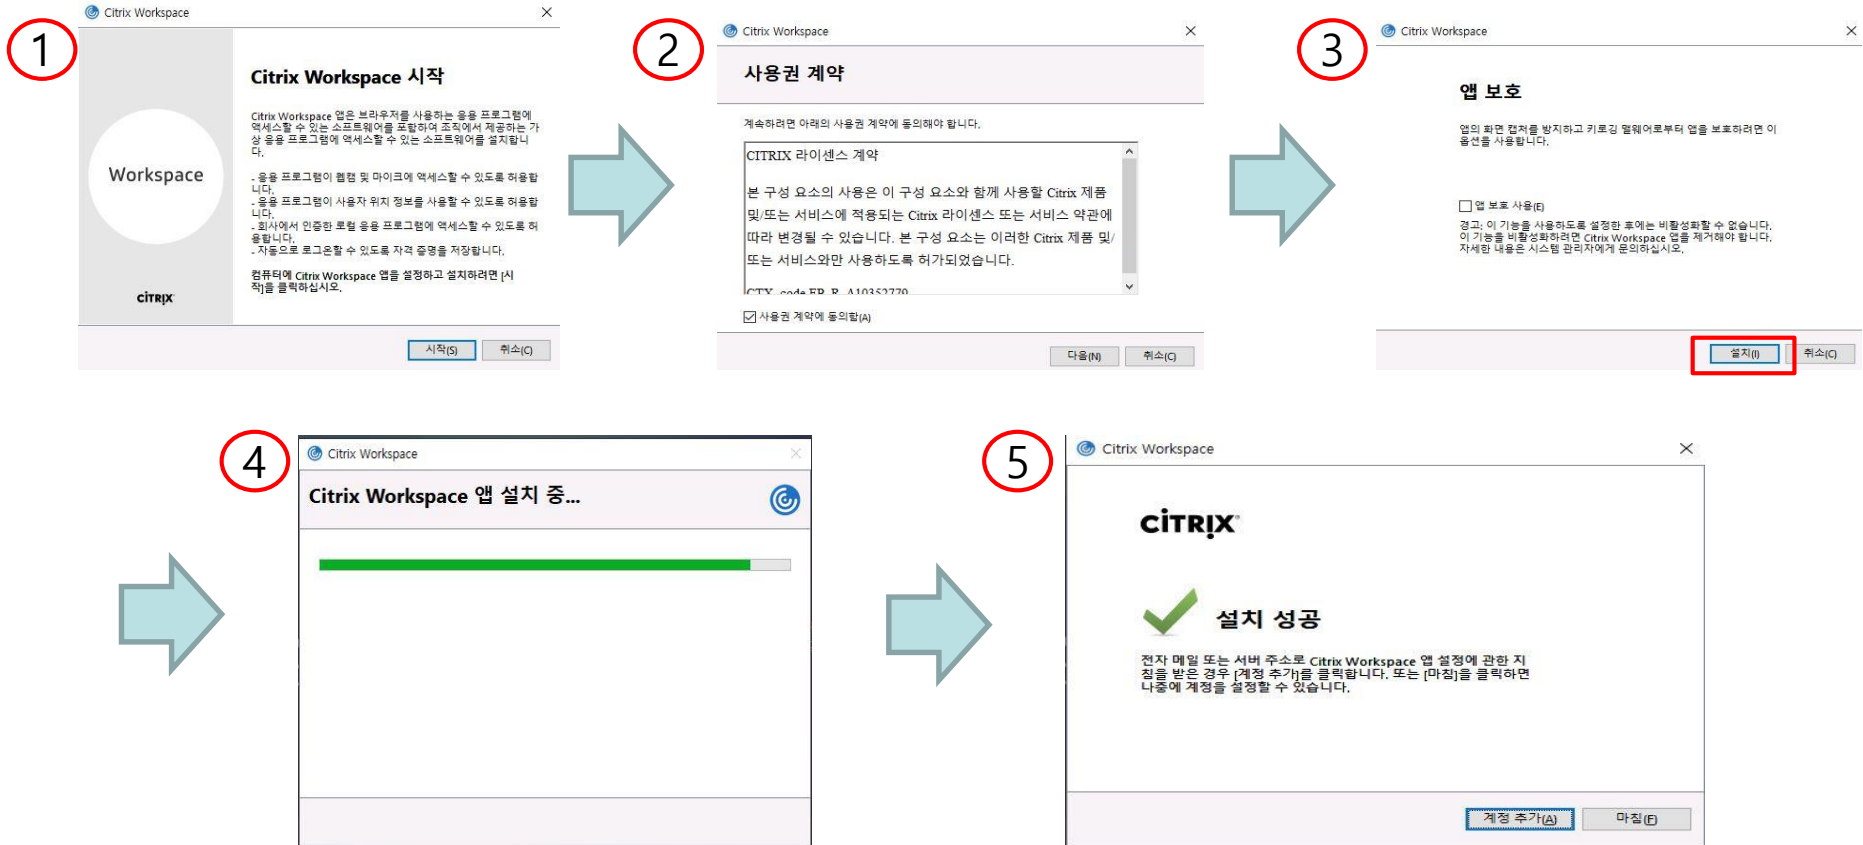 1
Citrix Workspace
Citrix Workspace 시작
Citrix Workspace 앱은 브라우저를 사용하는 응용 프로그램에
액세스할 수 있는 소프트웨어를 포함하여 조직에서 제공하는 가
상 응용 프로그램에 액세스할 수 있는 소프트웨어를 설치합니
다.
- 응용 프로그램이 웹캠 및 마이크에 액세스할 수 있도록 허용합
니다.
- 응용 프로그램이 사용자 위치 정보를 사용할 수 있도록 허용합
니다.
- 회사에서 인증한 로컬 응용 프로그램에 액세스할 수 있도록 허
용합니다.
- 자동으로 로그온할 수 있도록 자격 증명을 저장합니다.
컴퓨터에 Citrix Workspace 앱을 설정하고 설치하려면 [시
작]을 클릭하십시오.
Workspace
CITRIX
시작(S)
취소(C)
2
Citrix Workspace
사용권 계약
계속하려면 아래의 사용권 계약에 동의해야 합니다.
CITRIX 라이센스 계약
본 구성 요소의 사용은 이 구성 요소와 함께 사용할 Citrix 제품
및/또는 서비스에 적용되는 Citrix 라이센스 또는 서비스 약관에
따라 변경될 수 있습니다. 본 구성 요소는 이러한 Citrix 제품 및/
또는 서비스와만 사용하도록 허가되었습니다.
CTX_code EP_R_A10352779
사용권 계약에 동의함(A)
다음(N)
취소(C)
3
Citrix Workspace
앱 보호
앱의 화면 캡처를 방지하고 키로깅 맬웨어로부터 앱을 보호하려면 이
옵션을 사용합니다.
앱 보호 사용(E)
경고: 이 기능을 사용하도록 설정한 후에는 비활성화할 수 없습니다.
이 기능을 비활성화하려면 Citrix Workspace 앱을 제거해야 합니다.
자세한 내용은 시스템 관리자에게 문의하십시오.
설치(I)
취소(C)
4
Citrix Workspace
Citrix Workspace 앱 설치 중...
5
Citrix Workspace
CITRIX
설치 성공
전자 메일 또는 서버 주소로 Citrix Workspace 앱 설정에 관한 지
침을 받은 경우 [계정 추가]를 클릭합니다. 또는 [마침]을 클릭하면
나중에 계정을 설정할 수 있습니다.
계정 추가(A)
마침(F)